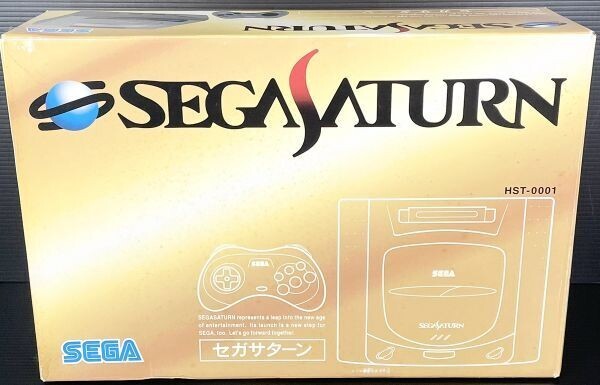 SEGASATURN
SEGASATURN
HST-0001
SEGA
SEGA
SEGASATURN
SEGASATURN represents a leap into the new age
of entertainment. Its launch is a new step for
SEGA, too. Let's go forward together.
セガサターン
SEGA